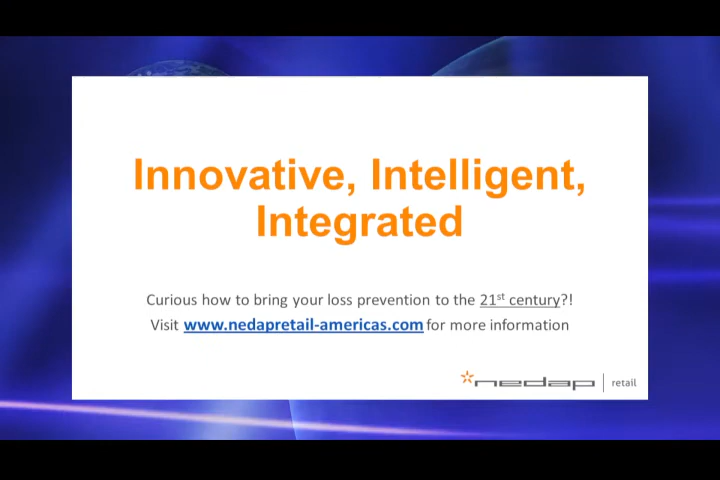 Innovative, Intelligent,
Integrated
Curious how to bring your loss prevention to the 21st century?!
Visit www.nedapretail-americas.com for more information
nedap | retail